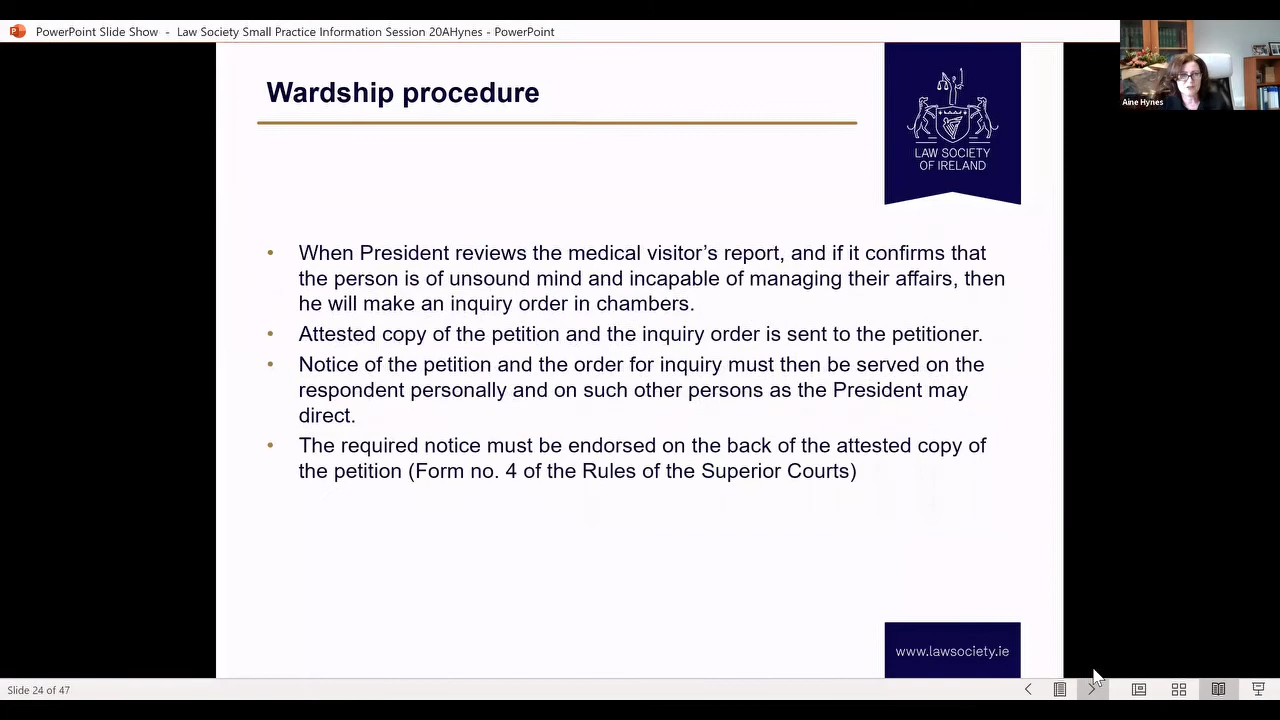 PowerPoint Slide Show - Law Society Small Practice Information Session 20AHynes - PowerPoint
Aine Hynes
Wardship procedure
LAW SOCIETY
OF IRELAND
• When President reviews the medical visitor’s report, and if it confirms that
the person is of unsound mind and incapable of managing their affairs, then
he will make an inquiry order in chambers.
• Attested copy of the petition and the inquiry order is sent to the petitioner.
• Notice of the petition and the order for inquiry must then be served on the
respondent personally and on such other persons as the President may
direct.
• The required notice must be endorsed on the back of the attested copy of
the petition (Form no. 4 of the Rules of the Superior Courts)
www.lawsociety.ie
Slide 24 of 47